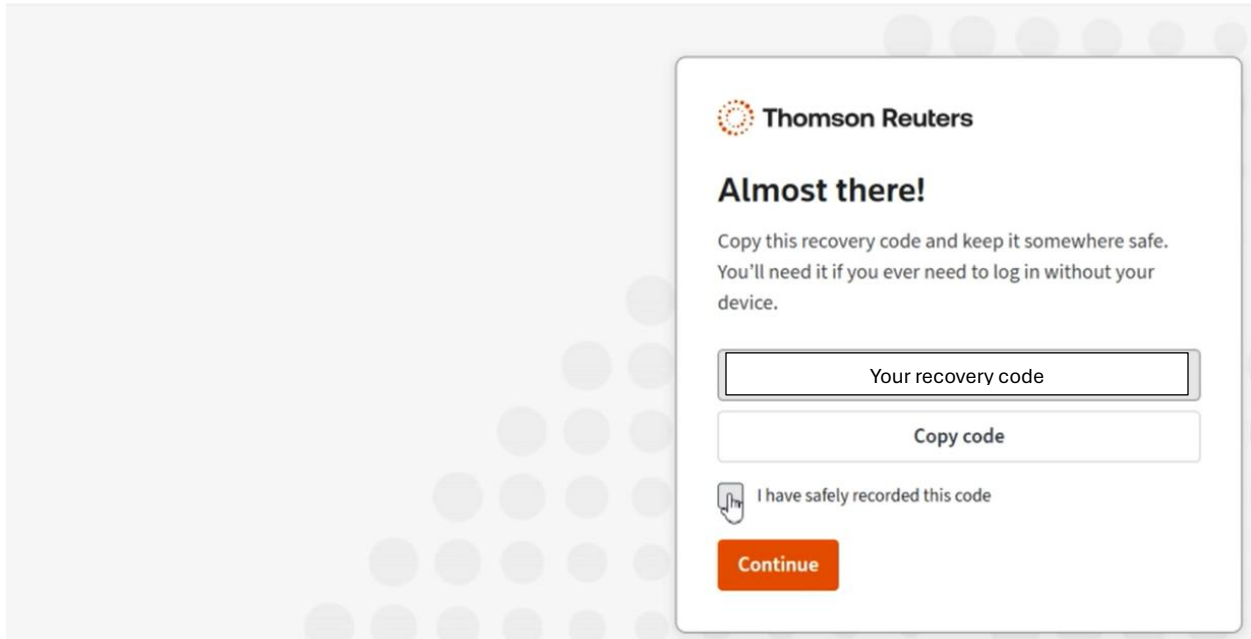 Thomson Reuters
Almost there!
Copy this recovery code and keep it somewhere safe.
You'll need it if you ever need to log in without your
device.
Your recovery code
Copy code
I have safely recorded this code
Continue